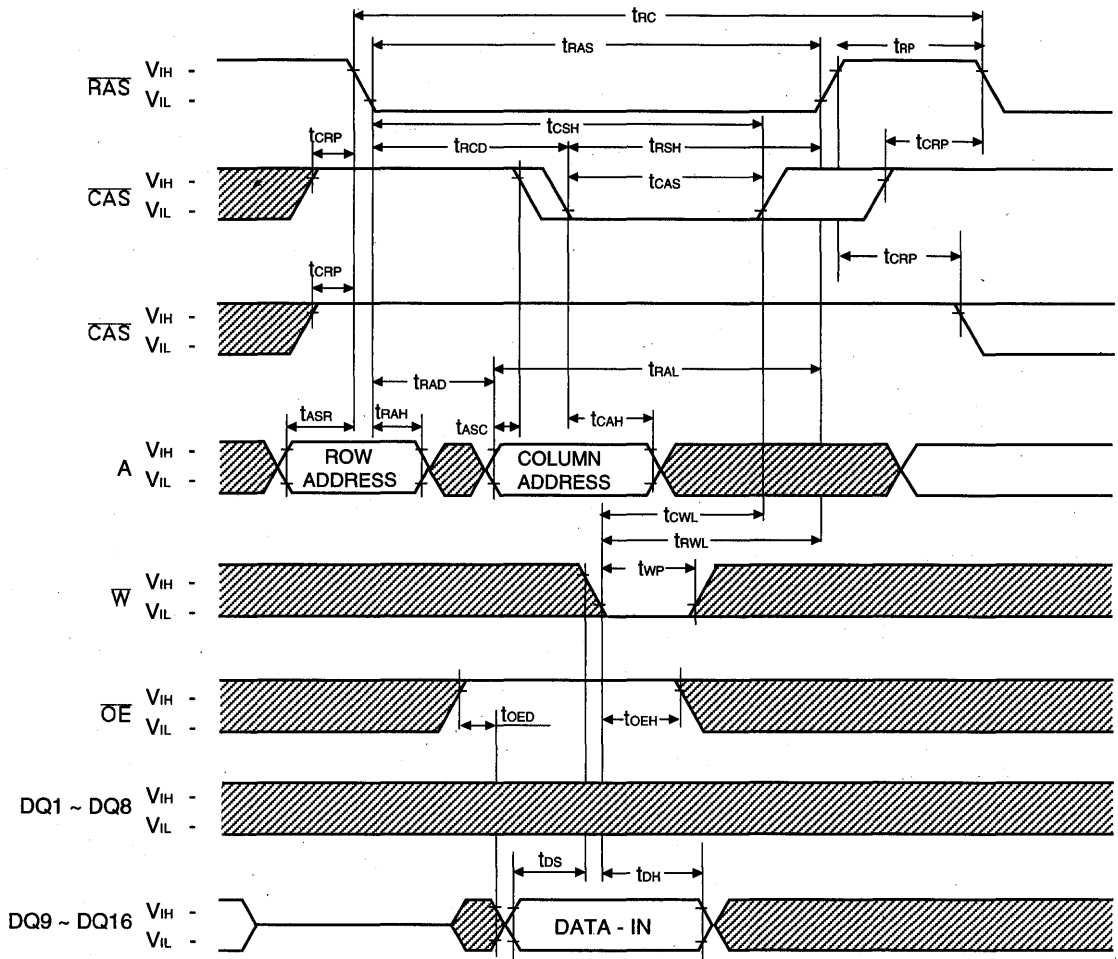 tRC
tRAS
tRP
RAS
VIH -
VIL -
tCSH
tCRP
tRCD
tRSH
tCRP
CAS
VIH -
VIL -
tCAS
tCRP
tCRP
CAS
VIH -
VIL -
tRAD
tRAL
tASR
tRAH
tASC
tCAH
A
VIH -
VIL -
ROW
ADDRESS
COLUMN
ADDRESS
tCWL
tRWL
W
VIH -
VIL -
tWP
OE
VIH -
VIL -
tOED
tOEH
DQ1 ~ DQ8
VIH -
VIL -
tDS
tDH
DQ9 ~ DQ16
VIH -
VIL -
DATA - IN